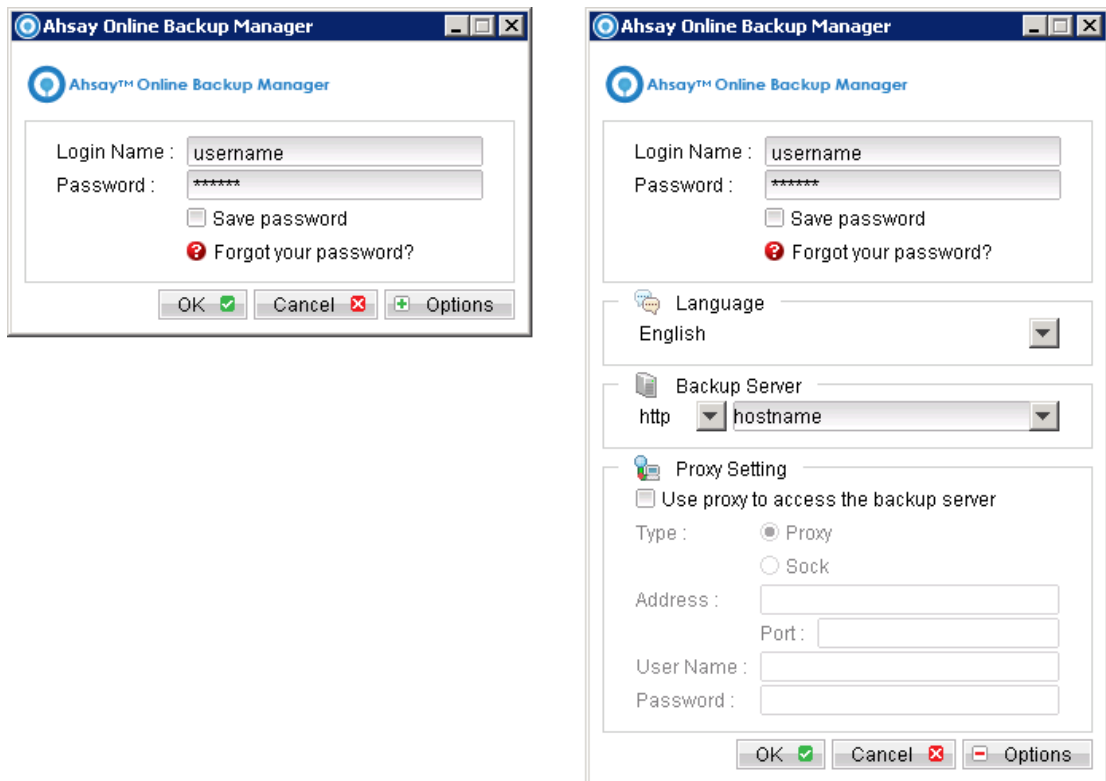 Ahsay Online Backup Manager
Ahsay™ Online Backup Manager
Login Name : username
Password : ******
Save password
Forgot your password?
OK Cancel Options
Ahsay Online Backup Manager
Ahsay™ Online Backup Manager
Login Name : username
Password : ******
Save password
Forgot your password?
Language
English
Backup Server
http hostname
Proxy Setting
Use proxy to access the backup server
Type : Proxy
Sock
Address :
Port :
User Name :
Password :
OK Cancel Options